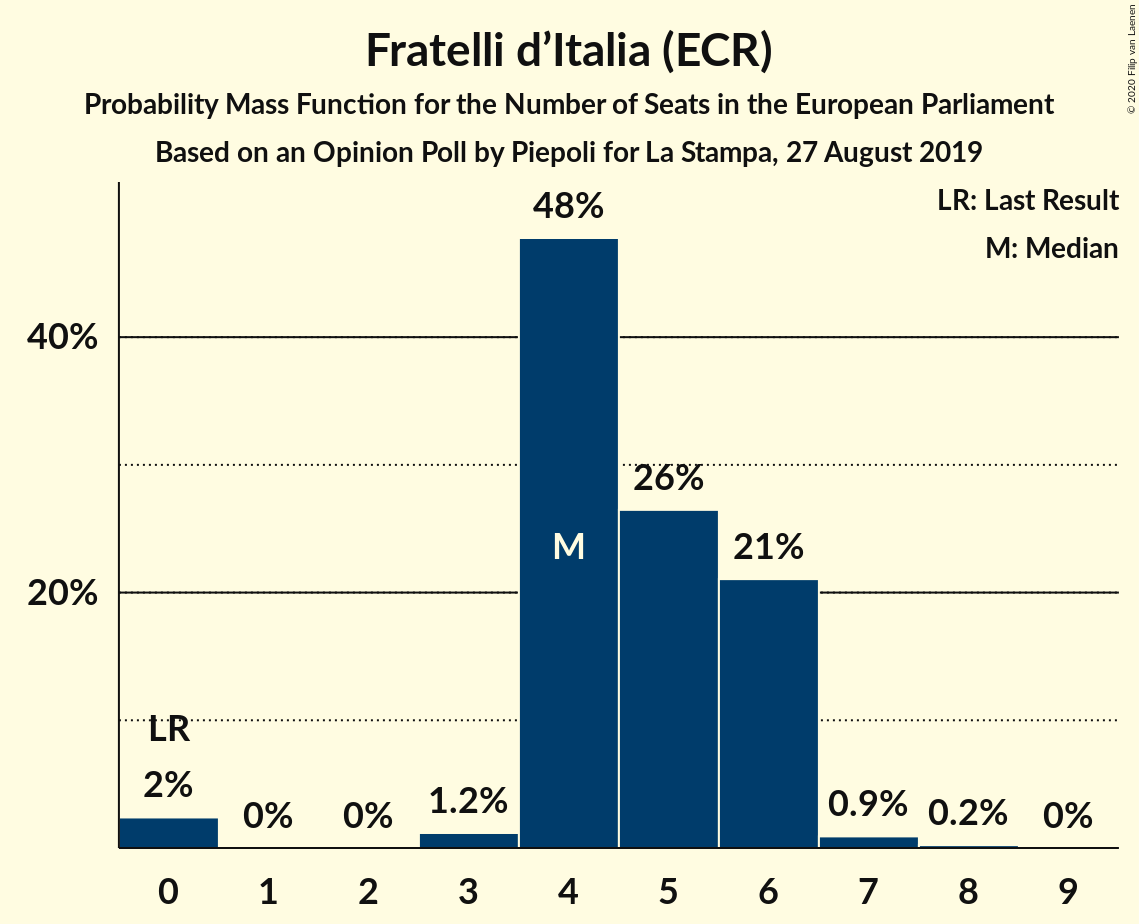 Fratelli d’Italia (ECR)
Probability Mass Function for the Number of Seats in the European Parliament
Based on an Opinion Poll by Piepoli for La Stampa, 27 August 2019
© 2020 Filip van Laenen
LR: Last Result
M: Median
48%
40%
26%
M
21%
20%
LR
2%
0%
0%
1.2%
0.9%
0.2%
0%
0 1 2 3 4 5 6 7 8 9